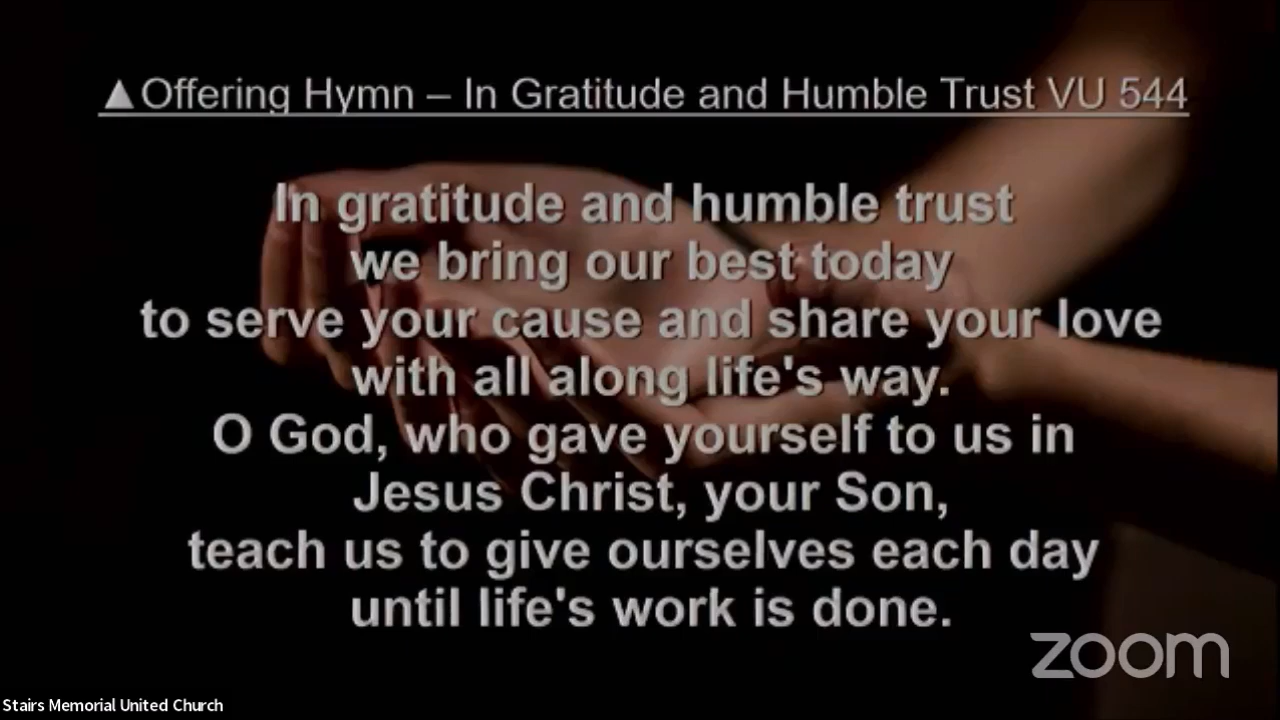 ▲Offering Hymn – In Gratitude and Humble Trust VU 544
In gratitude and humble trust
we bring our best today
to serve your cause and share your love
with all along life's way.
O God, who gave yourself to us in
Jesus Christ, your Son,
teach us to give ourselves each day
until life's work is done.
zoom
Stairs Memorial United Church